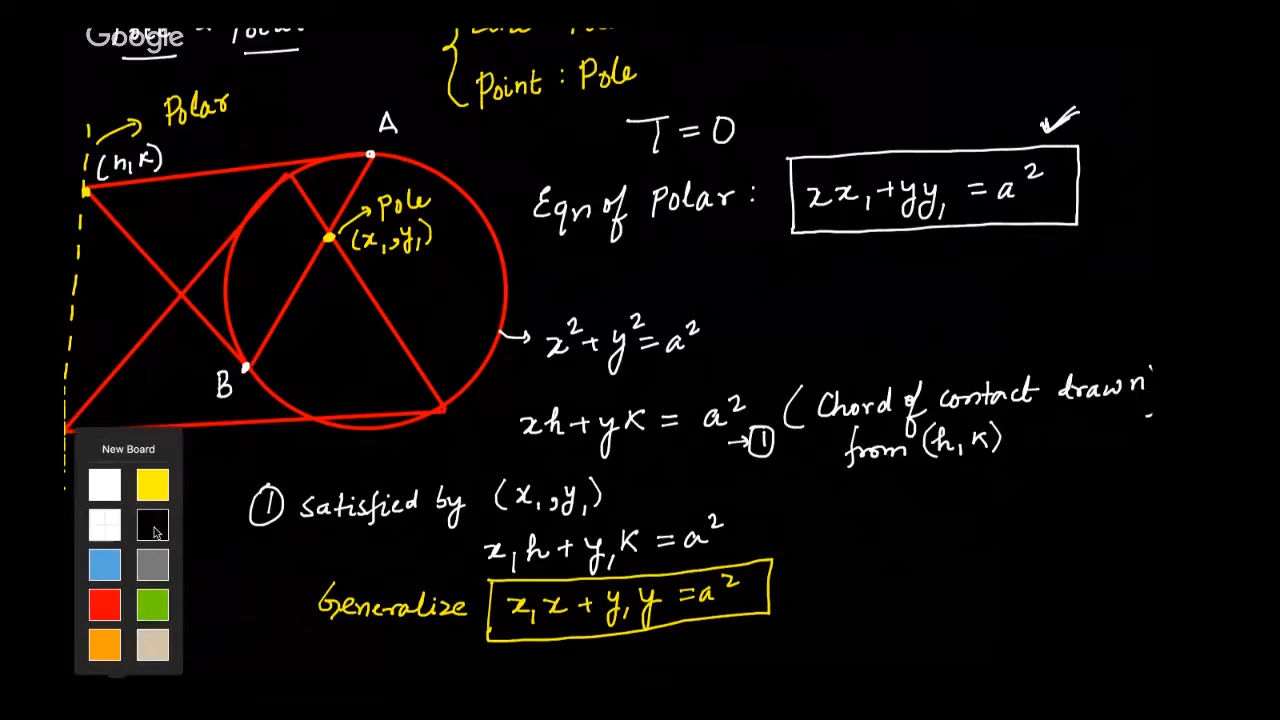 Google
Polar
Point : Pole
Polar
(h,k)
A
Pole
(x₁,y₁)
B
T = 0
Eqn of Polar : xx₁+yy₁ = a²
x²+y²=a²
xh+yk = a² →① (Chord of contact drawn
from (h,k)
① satisfied by (x₁,y₁)
x₁h+y₁k = a²
Generalize x₁x + y₁y = a²
New Board